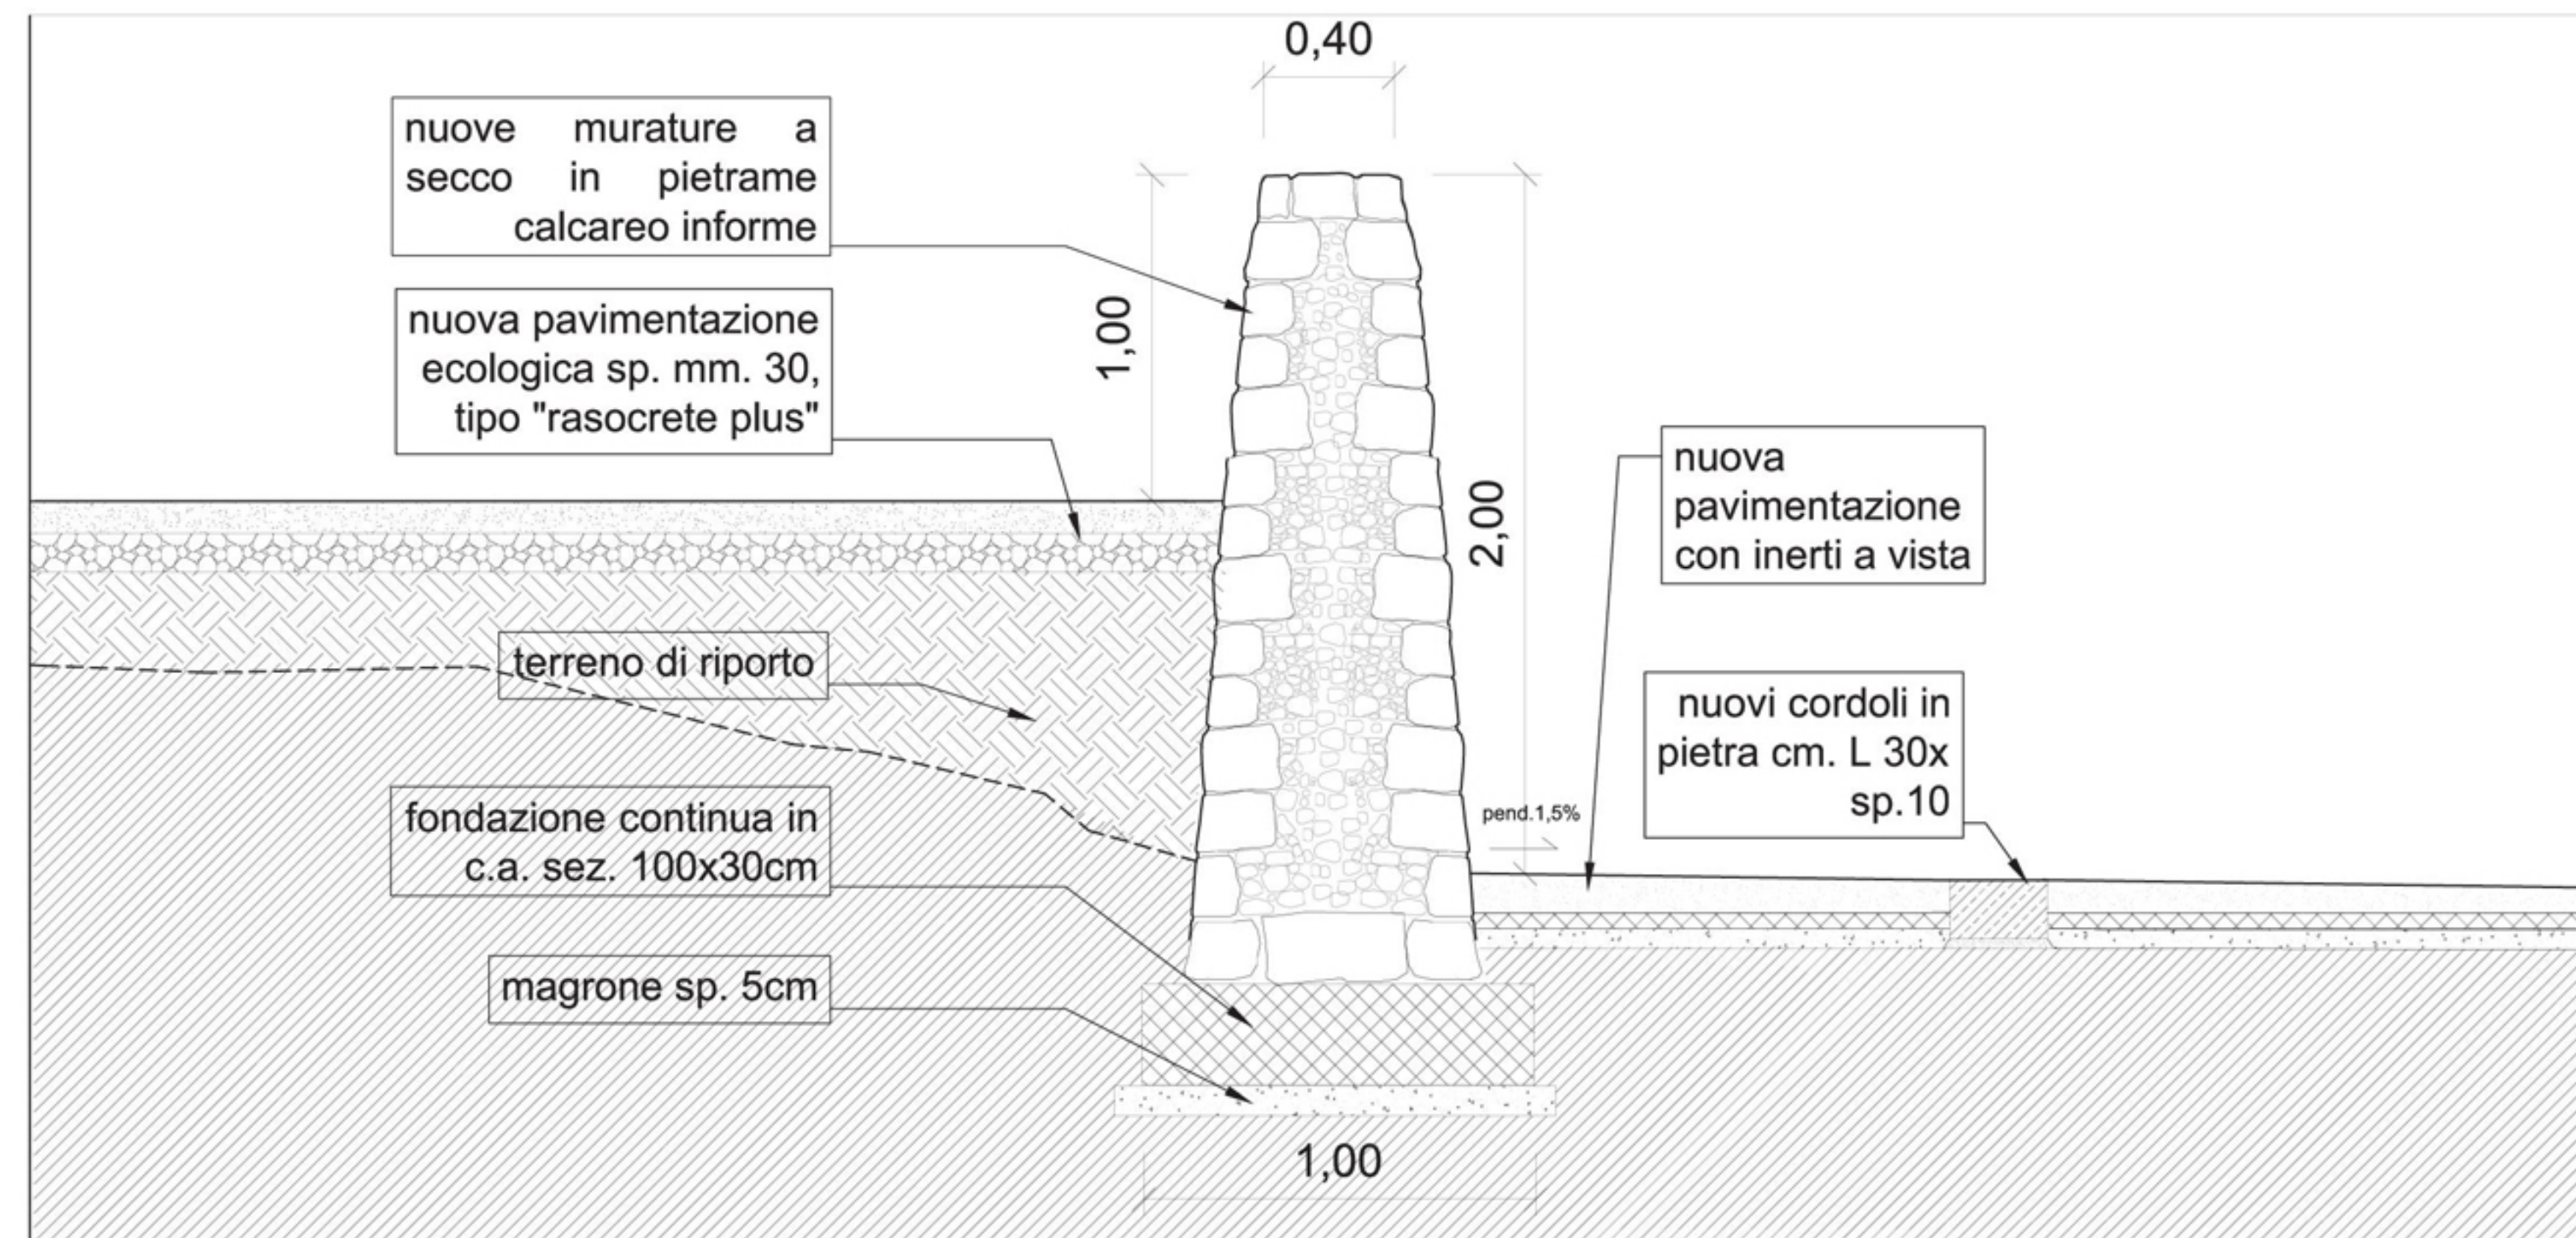 0,40
nuove murature a
secco in pietrame
calcareo informe
nuova pavimentazione
ecologica sp. mm. 30,
tipo "rasocrete plus"
1,00
2,00
nuova
pavimentazione
con inerti a vista
terreno di riporto
nuovi cordoli in
pietra cm. L 30x
sp.10
pend.1,5%
fondazione continua in
c.a. sez. 100x30cm
magrone sp. 5cm
1,00